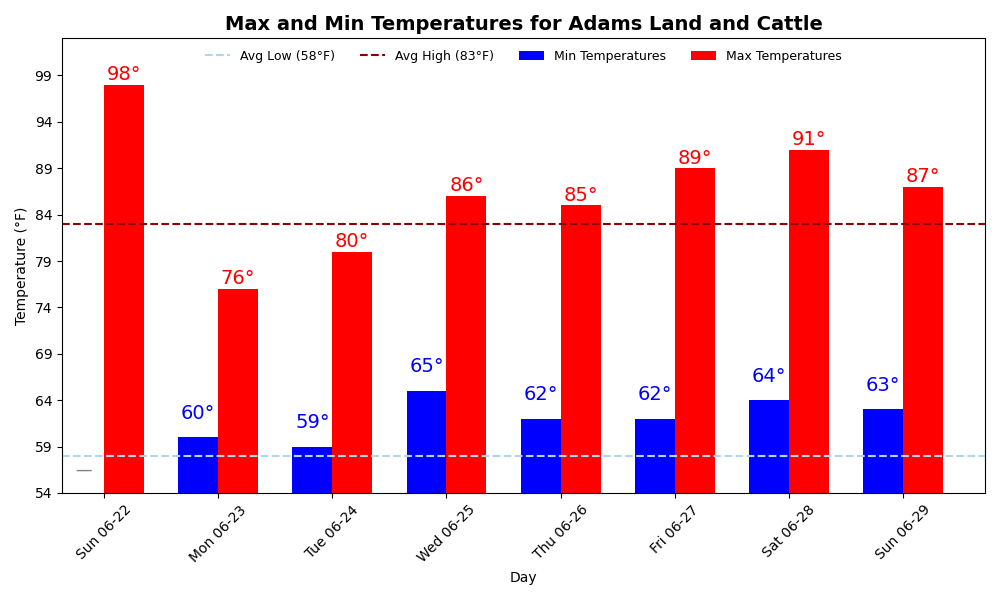 Max and Min Temperatures for Adams Land and Cattle
Avg Low (58°F) Avg High (83°F) Min Temperatures Max Temperatures
Temperature (°F)
99
94
89
84
79
74
69
64
59
54
98°
60°
76°
59°
80°
65°
86°
62°
85°
62°
89°
64°
91°
63°
87°
—
Sun 06-22
Mon 06-23
Tue 06-24
Wed 06-25
Thu 06-26
Fri 06-27
Sat 06-28
Sun 06-29
Day